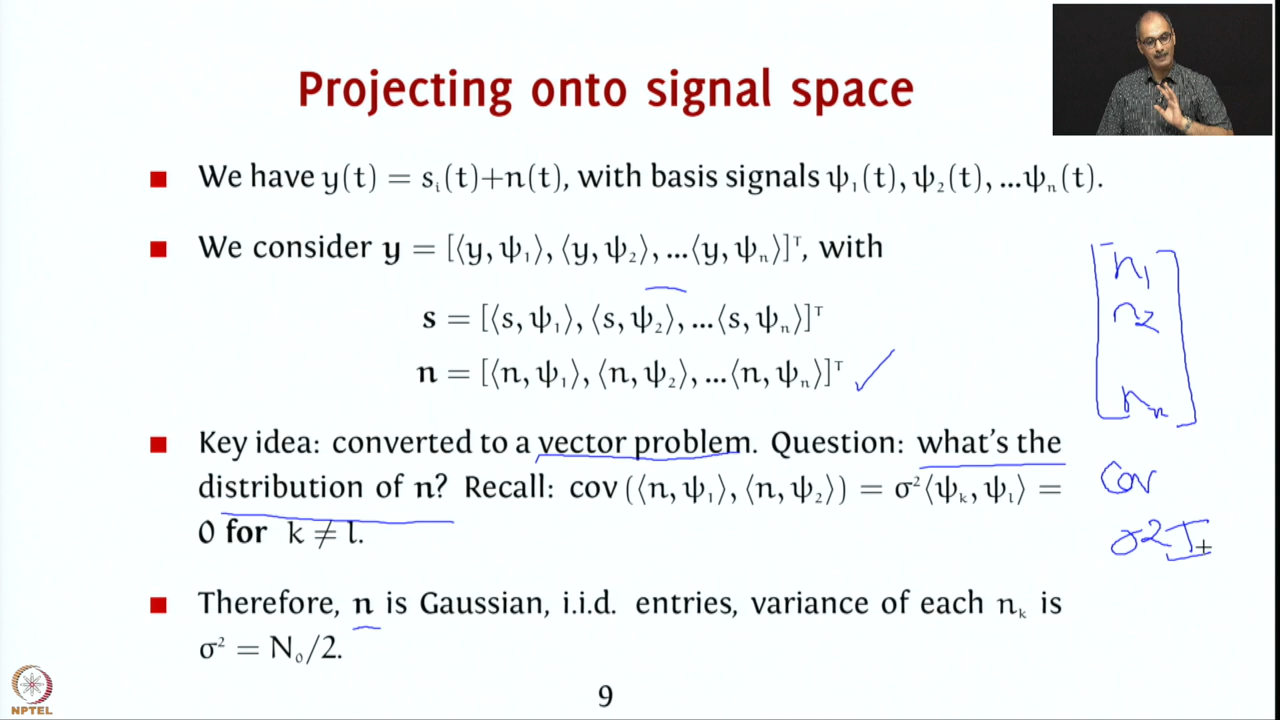 Projecting onto signal space
We have y(t) = sᵢ(t)+n(t), with basis signals ψ₁(t), ψ₂(t), ...ψₙ(t).
We consider y = [⟨y, ψ₁⟩, ⟨y, ψ₂⟩, ...⟨y, ψₙ⟩]ᵀ, with
s = [⟨s, ψ₁⟩, ⟨s, ψ₂⟩, ...⟨s, ψₙ⟩]ᵀ
n = [⟨n, ψ₁⟩, ⟨n, ψ₂⟩, ...⟨n, ψₙ⟩]ᵀ
Key idea: converted to a vector problem. Question: what's the
distribution of n? Recall: cov (⟨n, ψ₁⟩, ⟨n, ψ₂⟩) = σ²⟨ψₖ, ψₗ⟩ =
0 for k ≠ l.
Therefore, n is Gaussian, i.i.d. entries, variance of each nₖ is
σ² = N₀/2.
n₁
n₂
nₙ
Cov
σ²I
NPTEL
9